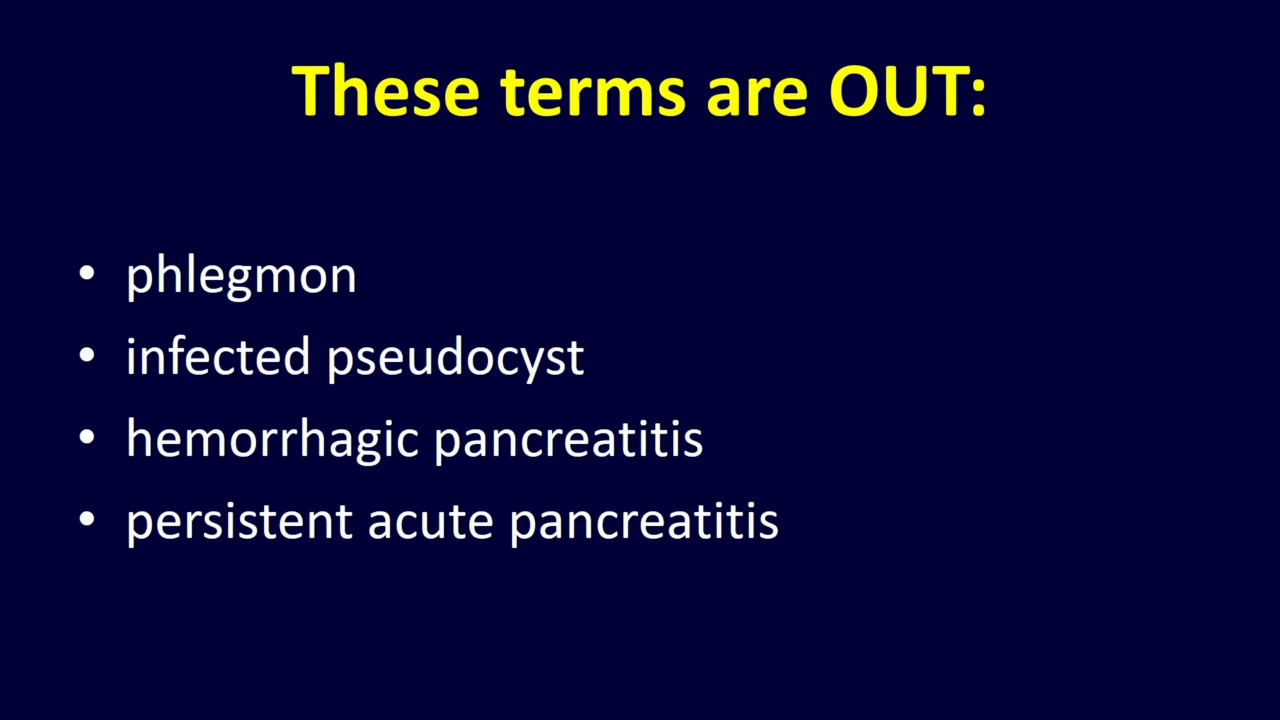 These terms are OUT:
• phlegmon
• infected pseudocyst
• hemorrhagic pancreatitis
• persistent acute pancreatitis